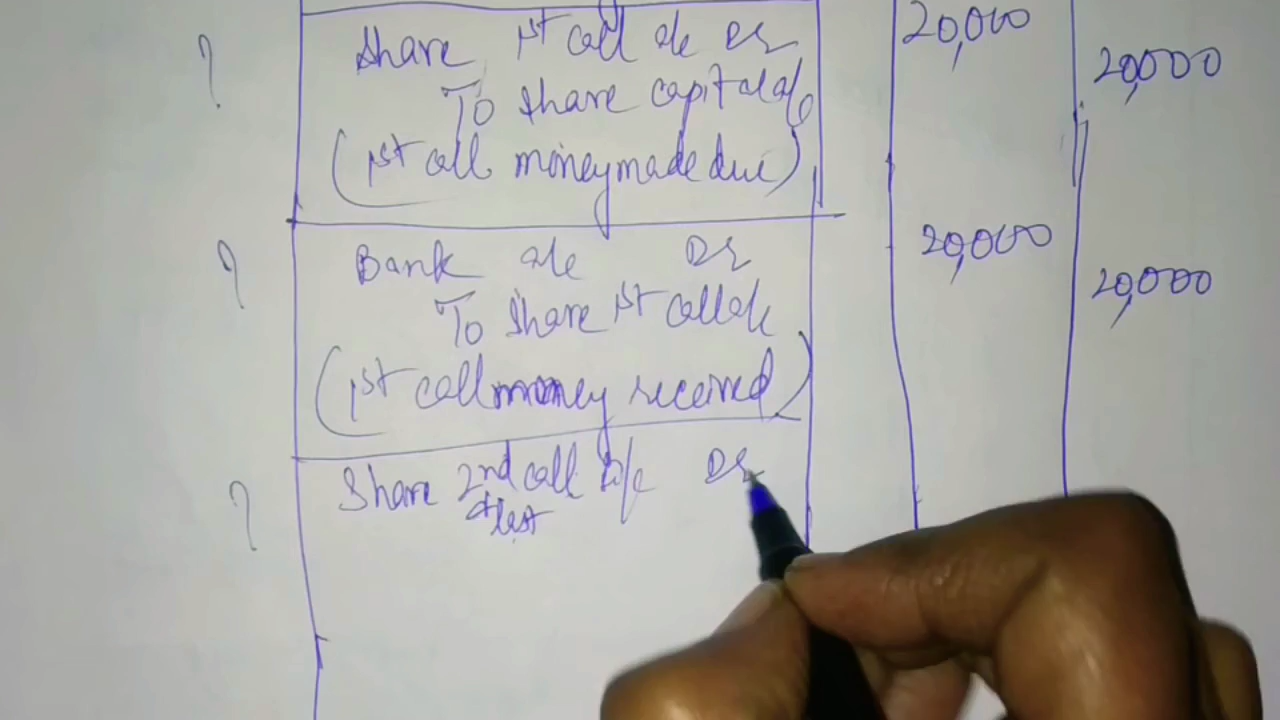 ?
Share 1st call a/c Dr 20,000
To Share capital a/c 20,000
(1st call money made due)
?
Bank a/c Dr 20,000
To Share 1st call a/c 20,000
(1st call money received)
?
Share 2nd call a/c Dr
& last